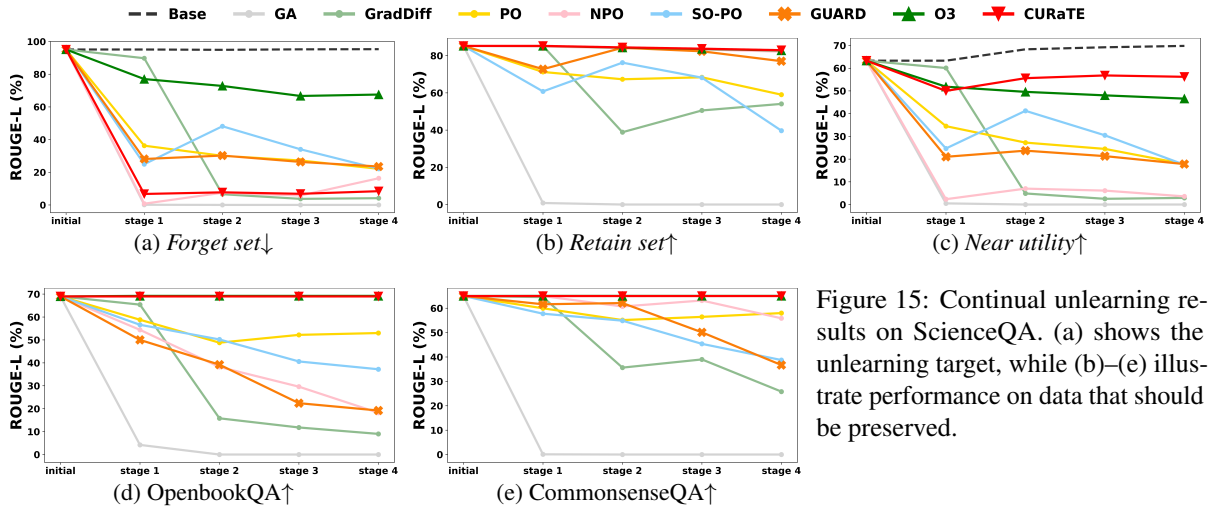 Base GA GradDiff PO NPO SO-PO GUARD O3 CURaTE
ROUGE-L (%)
100
80
60
40
20
0
initial stage 1 stage 2 stage 3 stage 4
(a) Forget set↓
ROUGE-L (%)
80
60
40
20
0
initial stage 1 stage 2 stage 3 stage 4
(b) Retain set↑
ROUGE-L (%)
70
60
50
40
30
20
10
0
initial stage 1 stage 2 stage 3 stage 4
(c) Near utility↑
ROUGE-L (%)
70
60
50
40
30
20
10
0
initial stage 1 stage 2 stage 3 stage 4
(d) OpenbookQA↑
ROUGE-L (%)
60
50
40
30
20
10
0
initial stage 1 stage 2 stage 3 stage 4
(e) CommonsenseQA↑
Figure 15: Continual unlearning re-
sults on ScienceQA. (a) shows the
unlearning target, while (b)–(e) illus-
trate performance on data that should
be preserved.